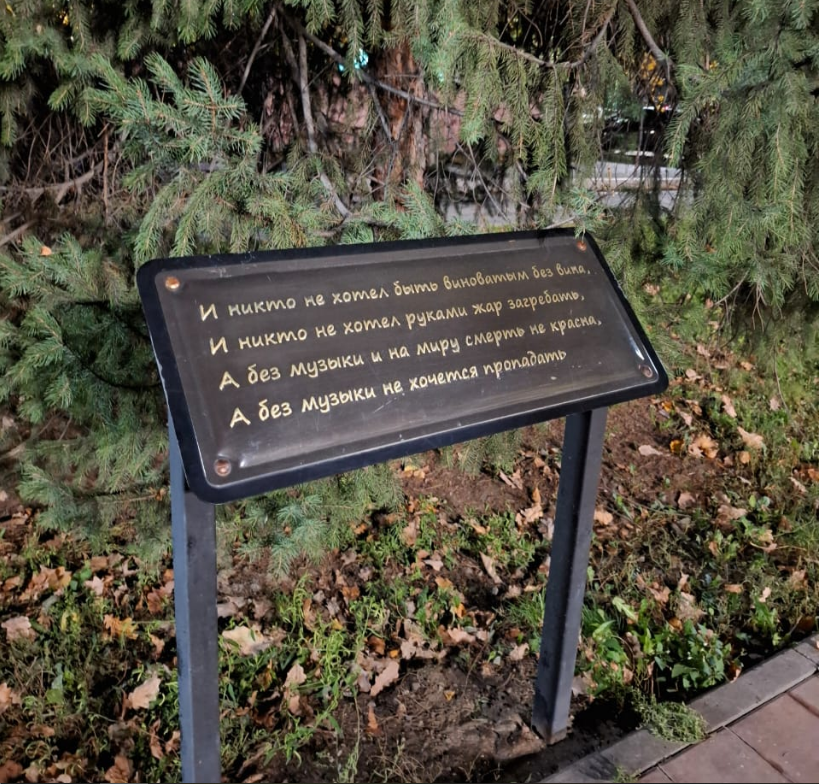 И никто не хотел быть виноватым без вина,
И никто не хотел руками жар загребать,
А без музыки и на миру смерть не красна,
А без музыки не хочется пропадать